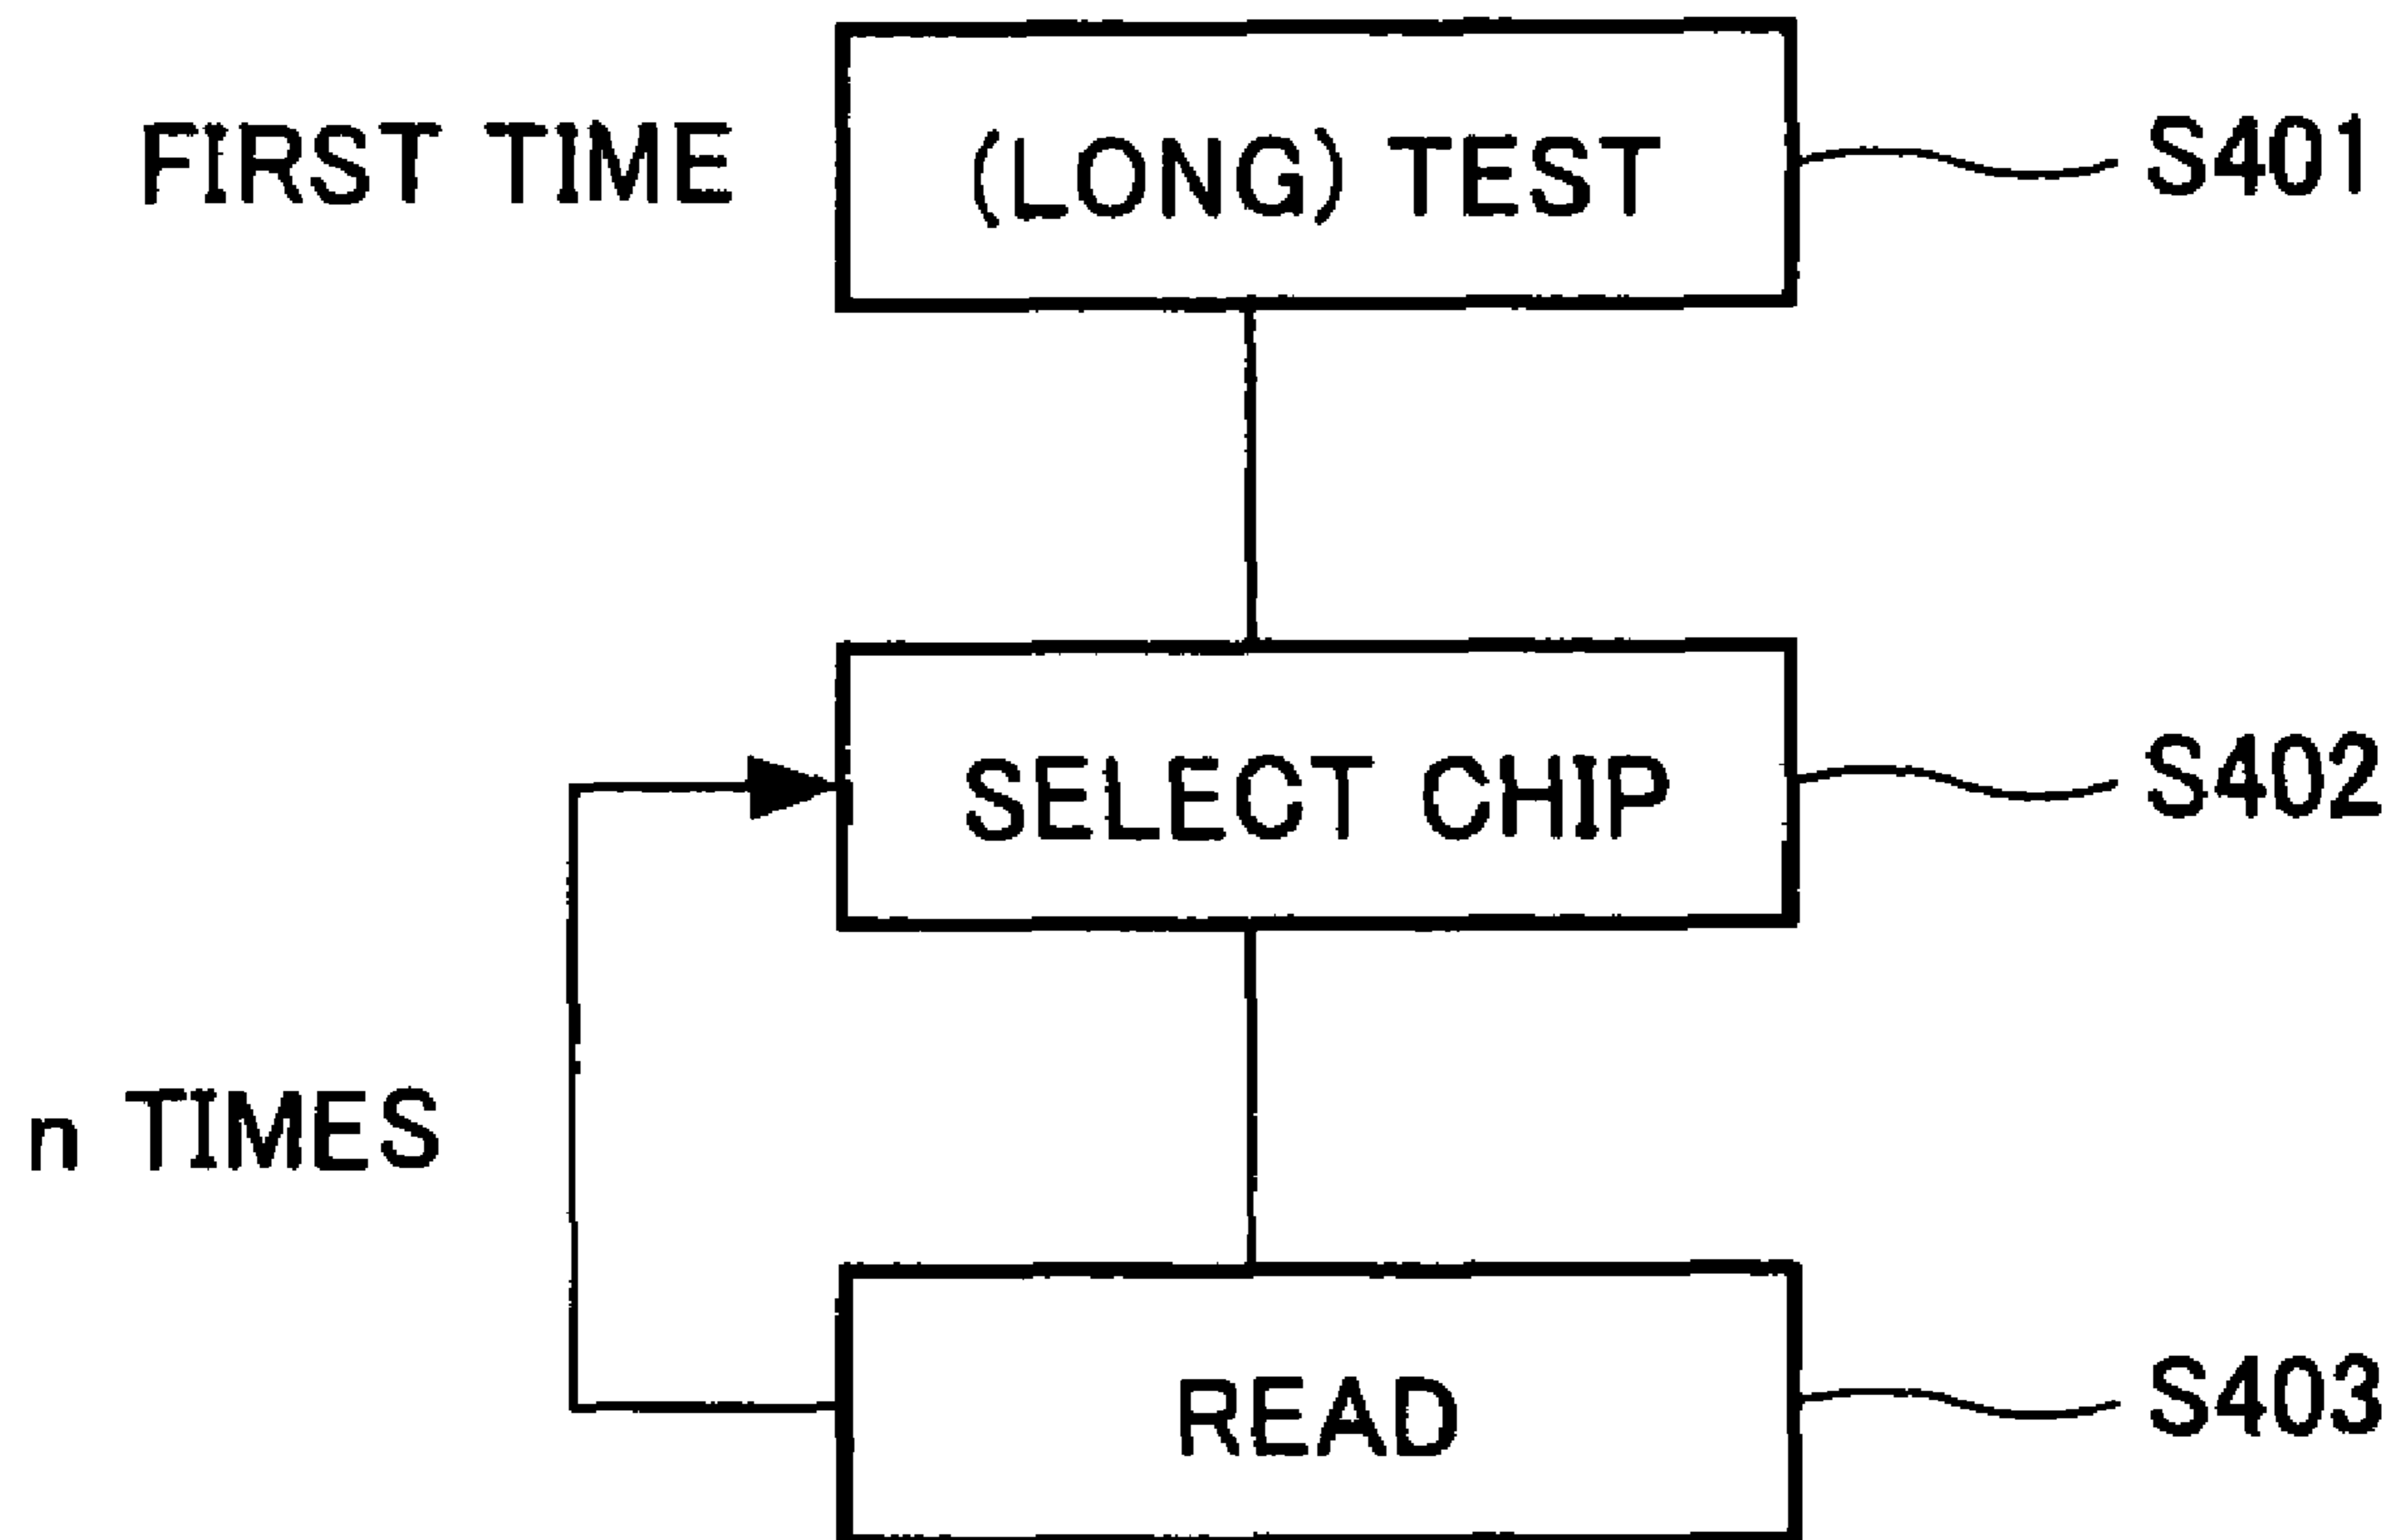 FIRST TIME
(LONG) TEST
S401
SELECT CHIP
S402
n TIMES
READ
S403